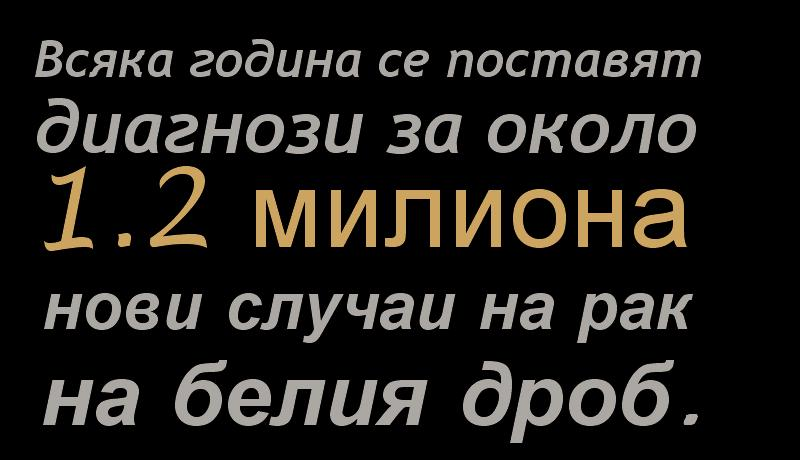 Всяка година се поставят
диагнози за около
1.2 милиона
нови случаи на рак
на белия дроб.